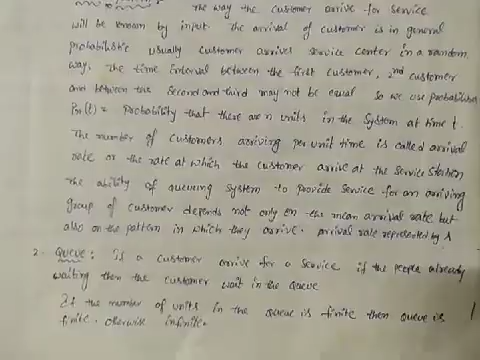 The way the customer arrive for service
will be known by input. The arrival of customer is in general
probabilistic usually customer arrives service center in a random
way. The time interval between the first customer, 2nd customer
and between the second and third may not be equal so we use probabilities
Pn(t) = Probability that there are n units in the system at time t.
The number of customers arriving per unit time is called arrival
rate or the rate at which the customer arrive at the service station
The ability of queuing system to provide service for an arriving
group of customer depends not only on the mean arrival rate but
also on the pattern in which they arrive. arrival rate represented by λ
2. Queue: If a customer arrive for a service if the people already
waiting then the customer wait in the queue
If the number of units in the queue is finite then queue is
finite. otherwise infinite.